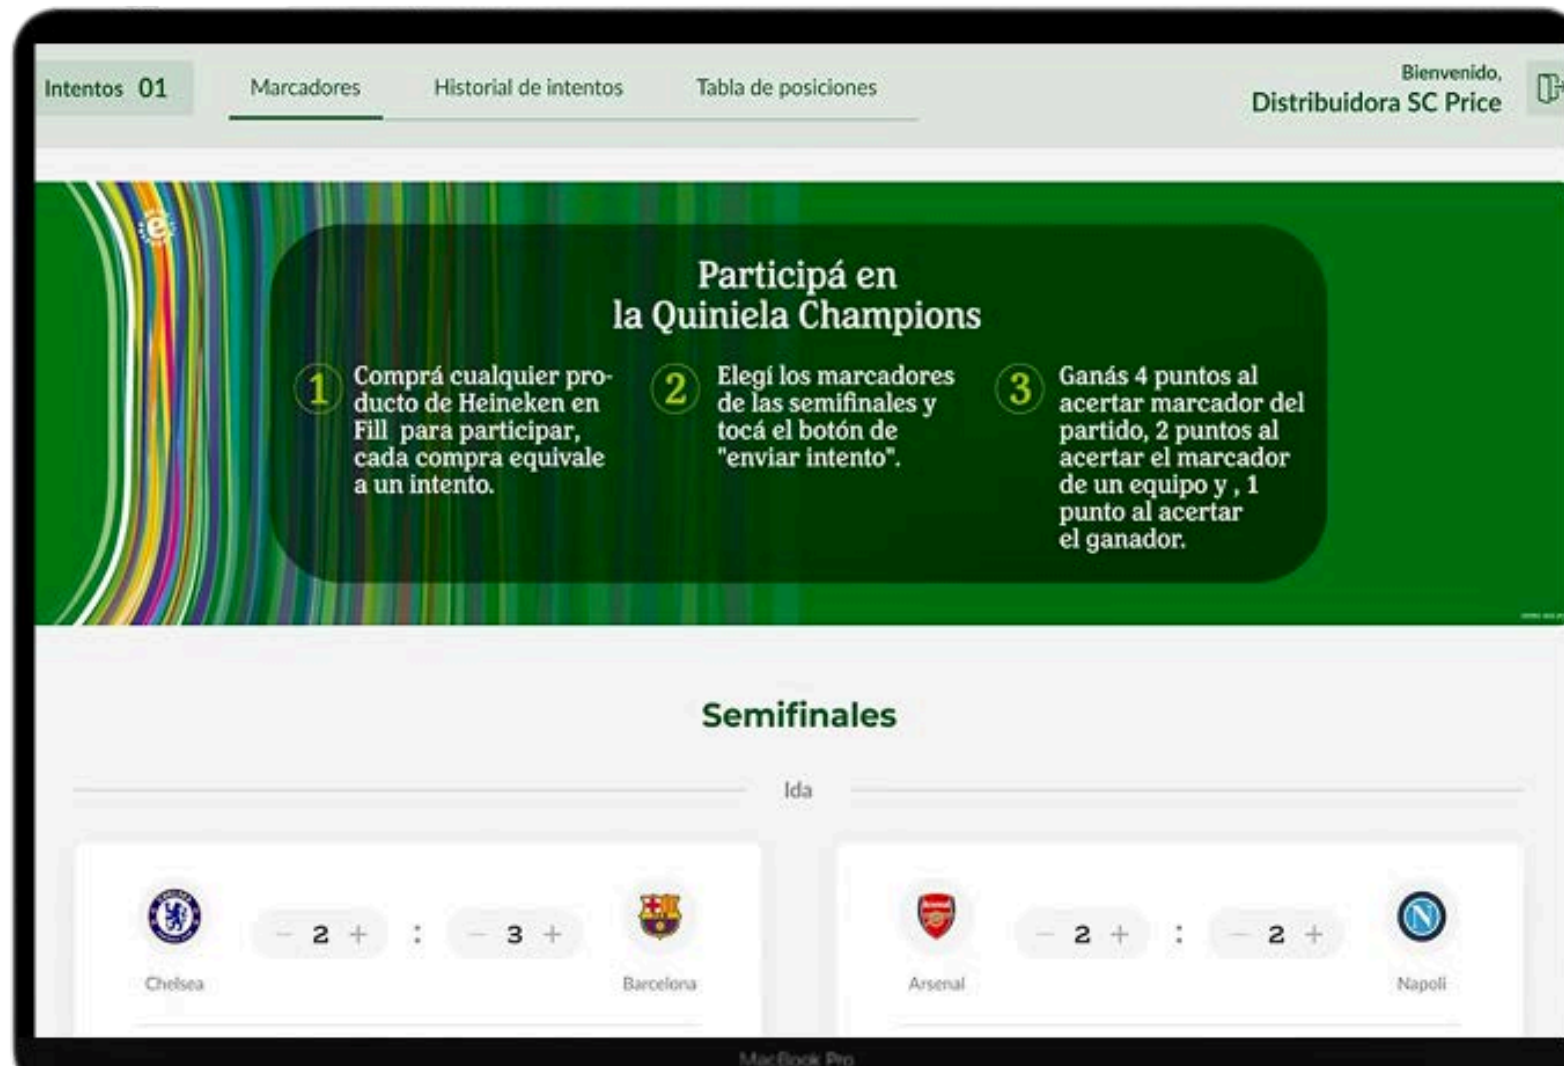 Intentos 01
Marcadores
Historial de intentos
Tabla de posiciones
Bienvenido,
Distribuidora SC Price
Participá en
la Quiniela Champions
1
Comprá cualquier pro-
ducto de Heineken en
Fill para participar,
cada compra equivale
a un intento.
2
Elegí los marcadores
de las semifinales y
tocá el botón de
"enviar intento".
3
Ganás 4 puntos al
acertar marcador del
partido, 2 puntos al
acertar el marcador
de un equipo y , 1
punto al acertar
el ganador.
Semifinales
Ida
- 2 + : - 3 +
Chelsea
Barcelona
Arsenal
- 2 + : - 2 +
N
Arsenal
Napoli
MacBook Pro